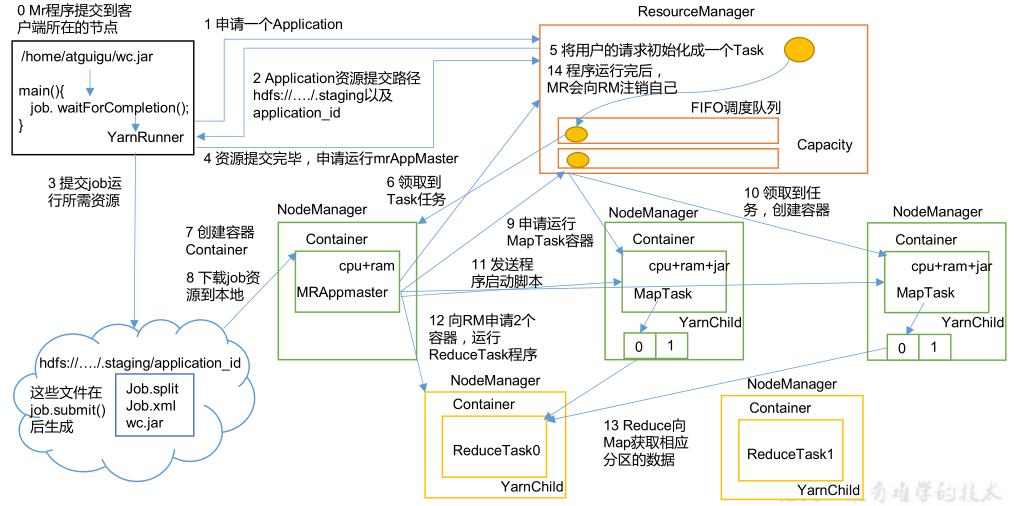 0 Mr程序提交到客
户端所在的节点
/home/atguigu/wc.jar
main(){
job. waitForCompletion();
}
YarnRunner
1 申请一个Application
2 Application资源提交路径
hdfs://…./.staging以及
application_id
4 资源提交完毕，申请运行mrAppMaster
ResourceManager
5 将用户的请求初始化成一个Task
14 程序运行完后，
MR会向RM注销自己
FIFO调度队列
Capacity
3 提交job运
行所需资源
6 领取到
Task任务
7 创建容器
Container
8 下载job资
源到本地
NodeManager
Container
cpu+ram
MRAppmaster
9 申请运行
MapTask容器
11 发送程
序启动脚本
NodeManager
Container
cpu+ram+jar
MapTask
YarnChild
0
1
10 领取到任
务，创建容器
NodeManager
Container
cpu+ram+jar
MapTask
YarnChild
0
1
12 向RM申请2个
容器，运行
ReduceTask程序
hdfs://…./.staging/application_id
这些文件在
job.submit()
后生成
Job.split
Job.xml
wc.jar
NodeManager
Container
ReduceTask0
YarnChild
13 Reduce向
Map获取相应
分区的数据
NodeManager
Container
ReduceTask1
YarnChild
有难学的技术